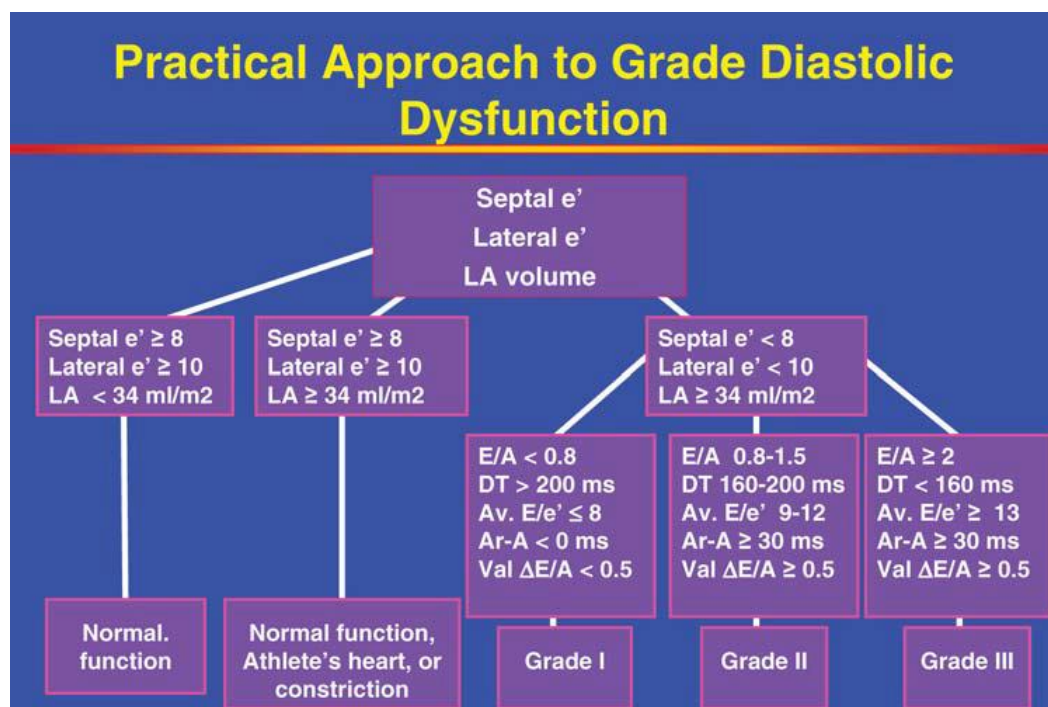 Practical Approach to Grade Diastolic
Dysfunction
Septal e’
Lateral e’
LA volume
Septal e’ ≥ 8
Lateral e’ ≥ 10
LA < 34 ml/m2
Septal e’ ≥ 8
Lateral e’ ≥ 10
LA ≥ 34 ml/m2
Septal e’ < 8
Lateral e’ < 10
LA ≥ 34 ml/m2
E/A < 0.8
DT > 200 ms
Av. E/e’ ≤ 8
Ar-A < 0 ms
Val ΔE/A < 0.5
E/A 0.8-1.5
DT 160-200 ms
Av. E/e’ 9-12
Ar-A ≥ 30 ms
Val ΔE/A ≥ 0.5
E/A ≥ 2
DT < 160 ms
Av. E/e’ ≥ 13
Ar-A ≥ 30 ms
Val ΔE/A ≥ 0.5
Normal.
function
Normal function,
Athlete’s heart, or
constriction
Grade I
Grade II
Grade III